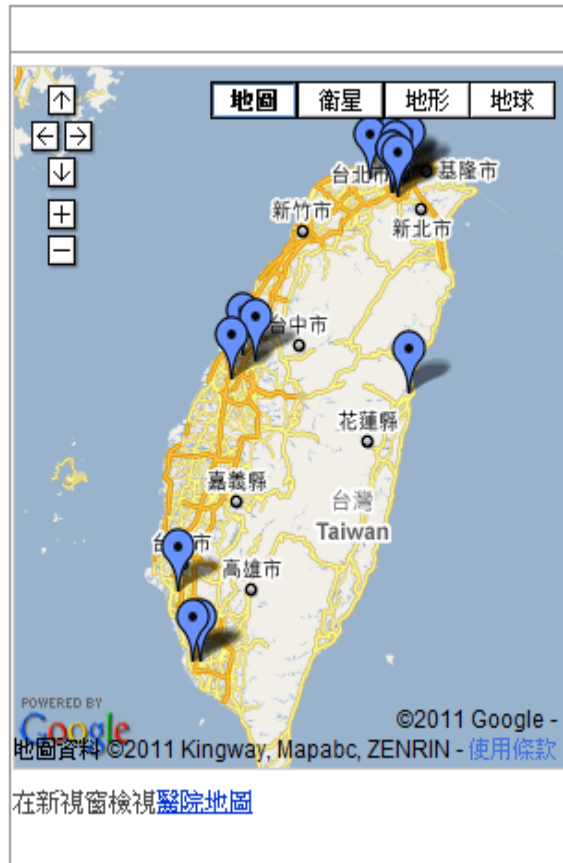 地圖 衛星 地形 地球
台北市 基隆市
新竹市 新北市
台中市
花蓮縣
嘉義縣
台灣
Taiwan
高雄市
POWERED BY
Google
©2011 Google -
地圖資料 ©2011 Kingway, Mapabc, ZENRIN - 使用條款
在新視窗檢視醫院地圖